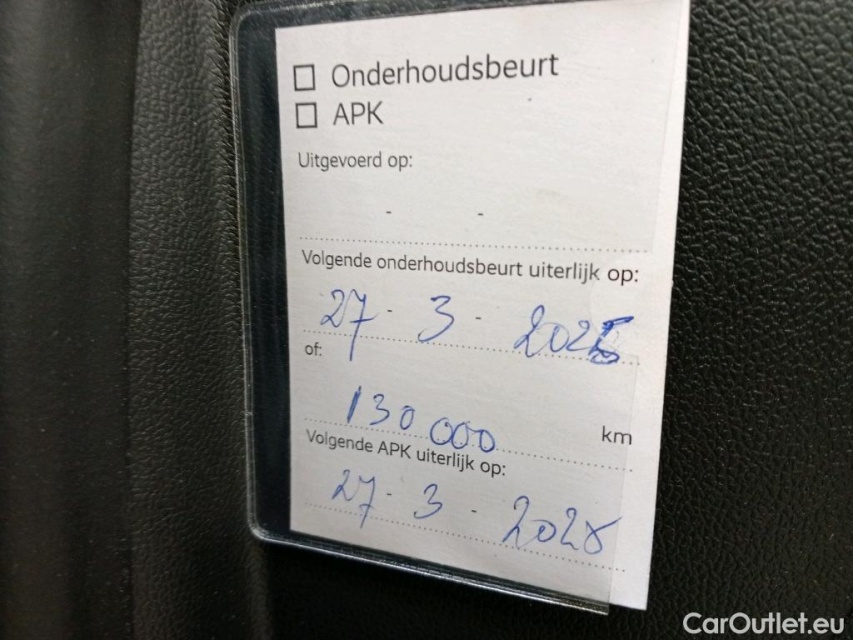 Onderhoudsbeurt
APK
Uitgevoerd op:
- -
Volgende onderhoudsbeurt uiterlijk op:
27 - 3 -
of:
130 000 km
Volgende APK uiterlijk op:
27 - 3 -
CarOutlet.eu